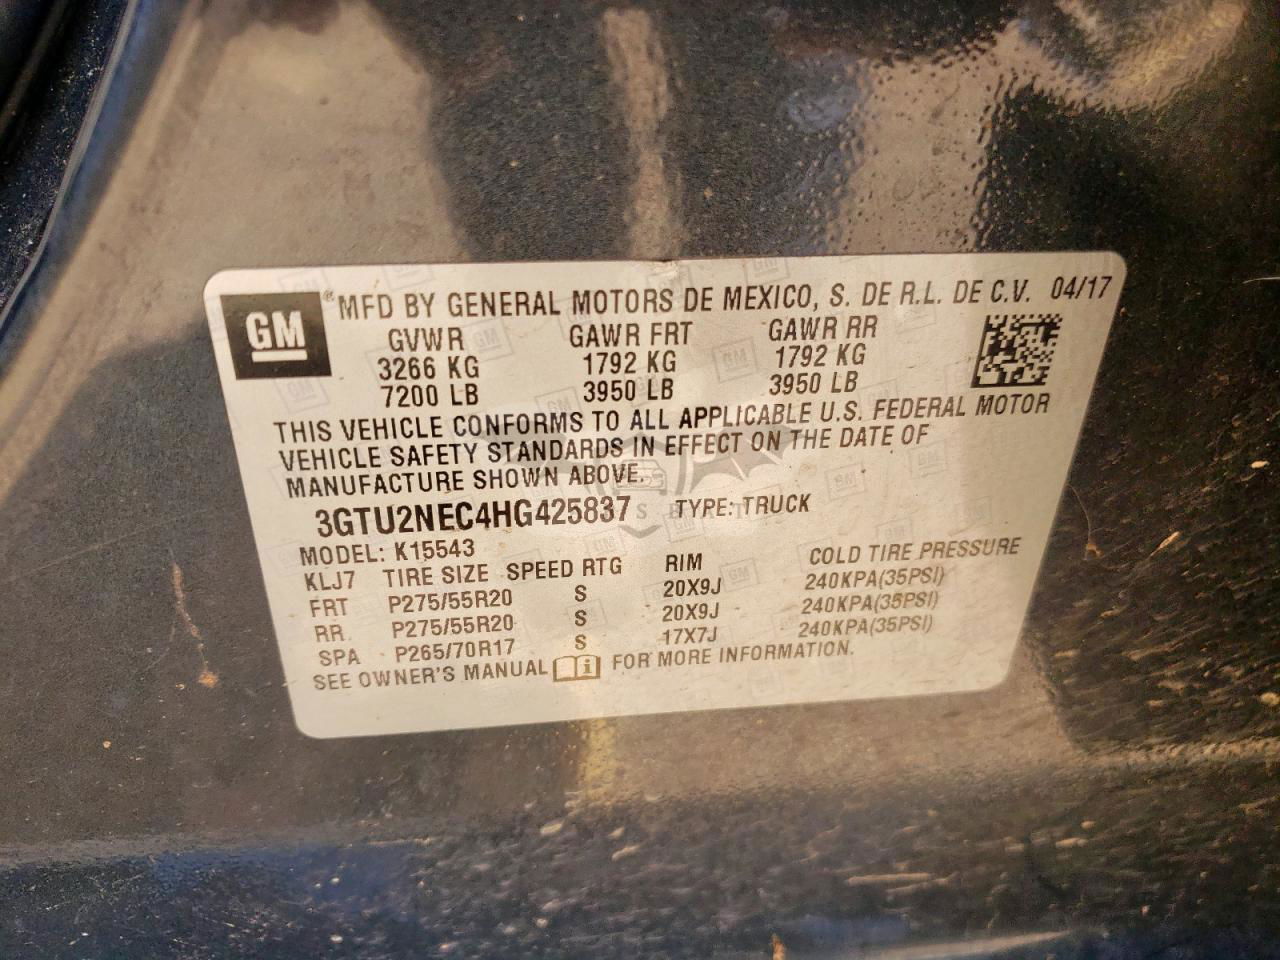 GM ® MFD BY GENERAL MOTORS DE MEXICO, S. DE R.L. DE C.V. 04/17
GVWR GAWR FRT GAWR RR
3266 KG 1792 KG 1792 KG
7200 LB 3950 LB 3950 LB
THIS VEHICLE CONFORMS TO ALL APPLICABLE U.S. FEDERAL MOTOR
VEHICLE SAFETY STANDARDS IN EFFECT ON THE DATE OF
MANUFACTURE SHOWN ABOVE.
3GTU2NEC4HG425837 TYPE: TRUCK
MODEL: K15543
KLJ7 TIRE SIZE SPEED RTG RIM COLD TIRE PRESSURE
FRT P275/55R20 S 20X9J 240KPA(35PSI)
RR P275/55R20 S 20X9J 240KPA(35PSI)
SPA P265/70R17 S 17X7J 240KPA(35PSI)
SEE OWNER'S MANUAL FOR MORE INFORMATION.